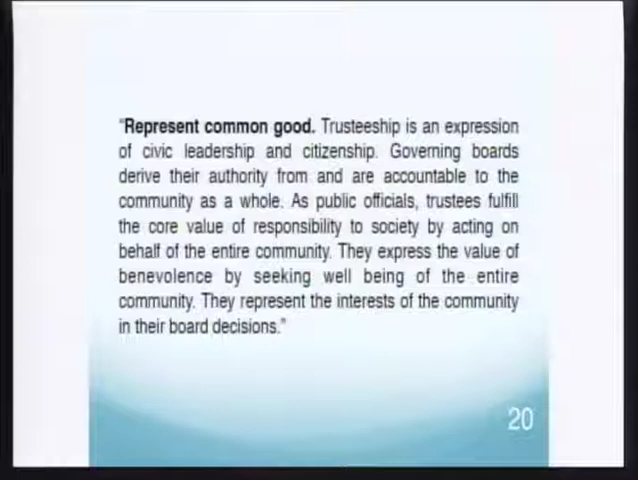 “Represent common good. Trusteeship is an expression
of civic leadership and citizenship. Governing boards
derive their authority from and are accountable to the
community as a whole. As public officials, trustees fulfill
the core value of responsibility to society by acting on
behalf of the entire community. They express the value of
benevolence by seeking well being of the entire
community. They represent the interests of the community
in their board decisions.”
20